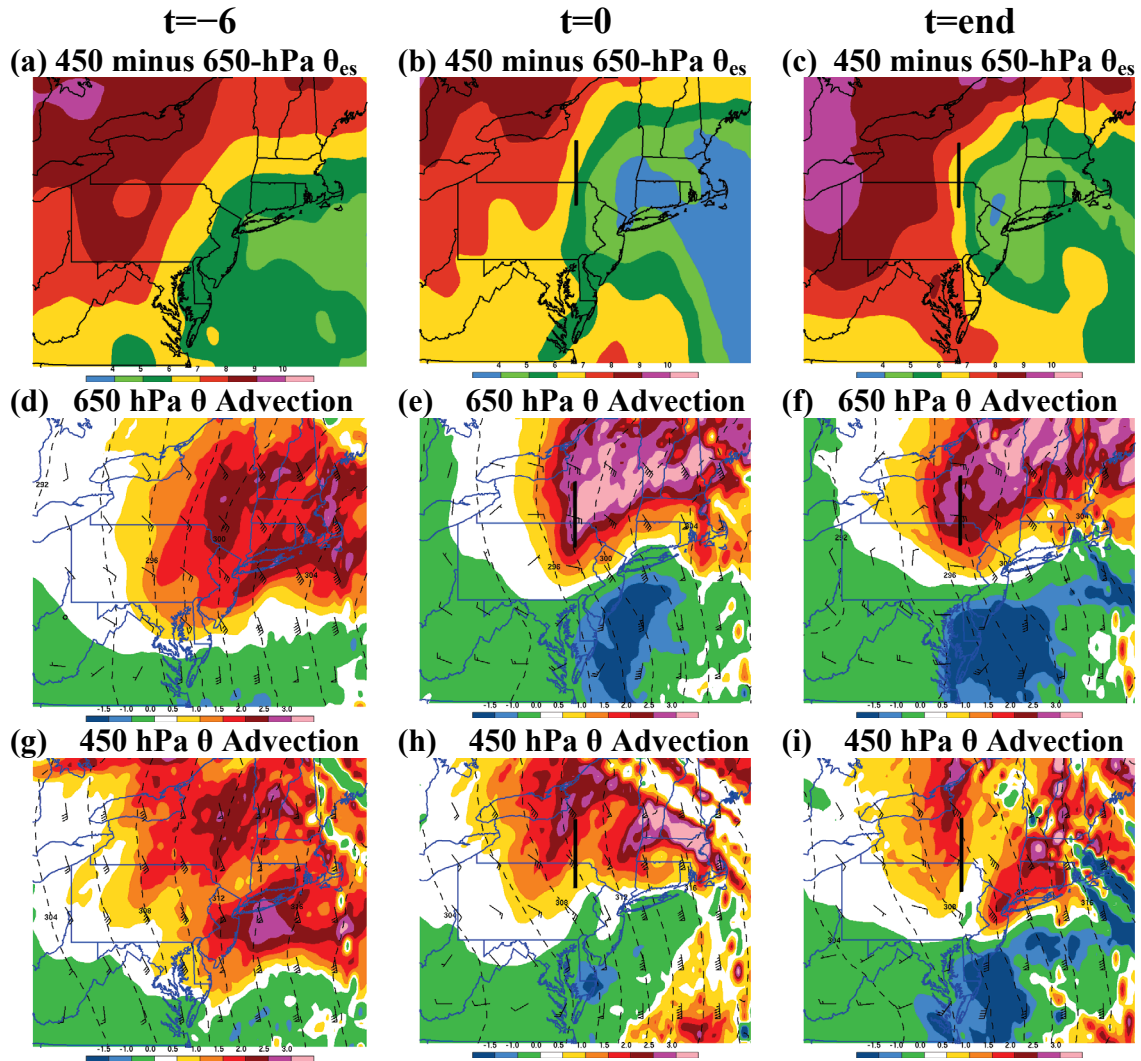 t=−6 t=0 t=end
(a) 450 minus 650-hPa θes (b) 450 minus 650-hPa θes (c) 450 minus 650-hPa θes
4 5 6 7 8 9 10 4 5 6 7 8 9 10 4 5 6 7 8 9 10
(d) 650 hPa θ Advection (e) 650 hPa θ Advection (f) 650 hPa θ Advection
292 292
300 304
304
296 304 296 300 296 300
-1.5 -1.0 0.0 0.5 1.0 1.5 2.0 2.5 3.0 -1.5 -1.0 0.0 0.5 1.0 1.5 2.0 2.5 3.0 -1.5 -1.0 0.0 0.5 1.0 1.5 2.0 2.5 3.0
(g) 450 hPa θ Advection (h) 450 hPa θ Advection (i) 450 hPa θ Advection
304 308 312 316 304 308 312 316 304 308 312 316
-1.5 -1.0 0.0 0.5 1.0 1.5 2.0 2.5 3.0 -1.5 -1.0 0.0 0.5 1.0 1.5 2.0 2.5 3.0 -1.5 -1.0 0.0 0.5 1.0 1.5 2.0 2.5 3.0